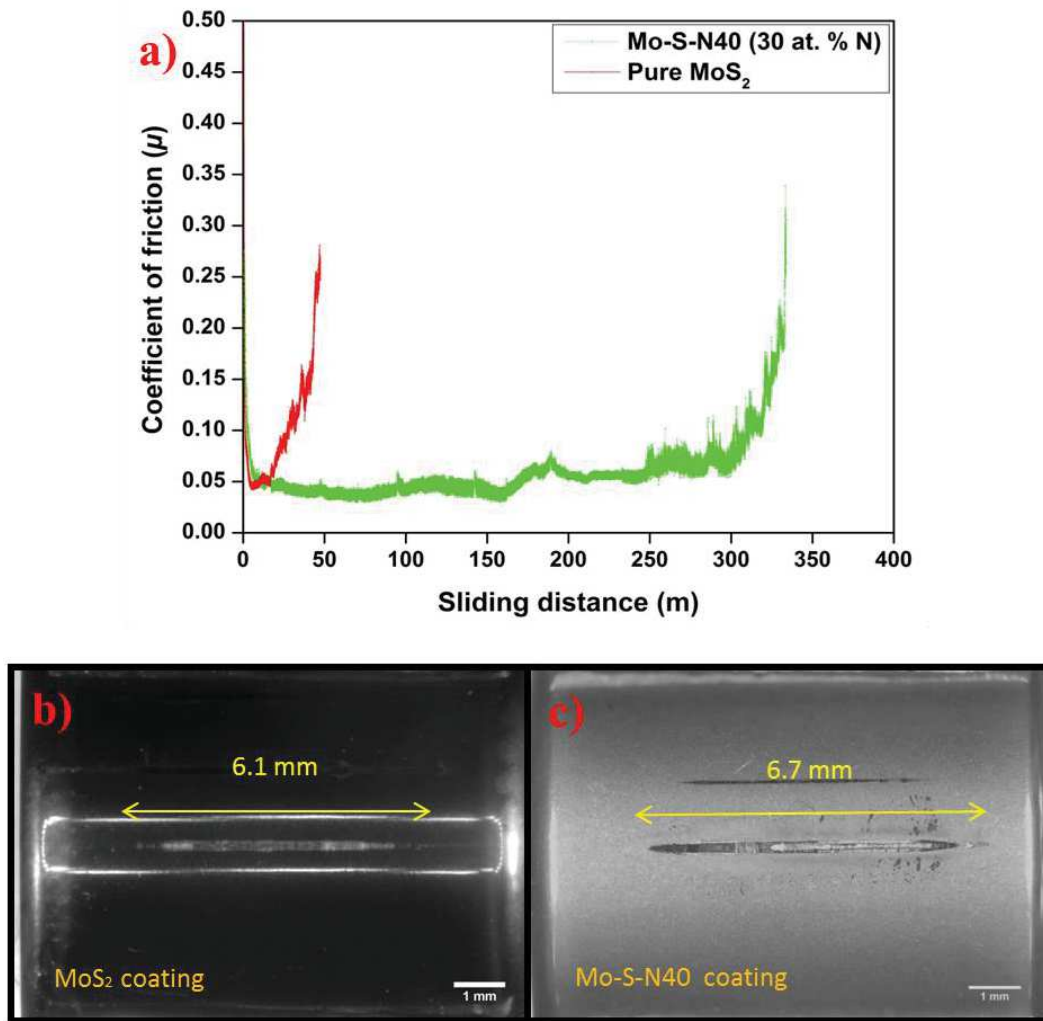 a)
Mo-S-N40 (30 at. % N)
Pure MoS₂
0.50
0.45
0.40
0.35
0.30
0.25
0.20
0.15
0.10
0.05
0.00
Coefficient of friction (μ)
0 50 100 150 200 250 300 350 400
Sliding distance (m)
b)
6.1 mm
MoS₂ coating
1 mm
c)
6.7 mm
Mo-S-N40 coating
1 mm